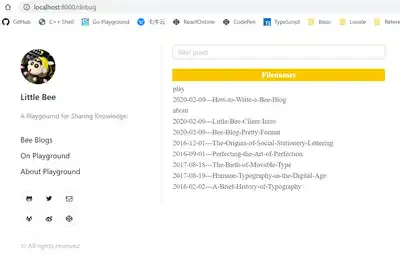 localhost:8000/debug
GitHub
C++ Shell
Go Playground
七牛云
ReactOnline
CodePen
TypeScript
Basic
Locate
Filter posts
Filenames
play
2020-02-09---How-to-Write-a-Bee-Blog
about
2020-02-09---Little-Bee-Client-Intro
2020-02-09---Bee-Blog-Pretty-Format
2016-12-01---The-Origins-of-Social-Stationery-Lettering
2016-09-01---Perfecting-the-Art-of-Perfection
2017-08-18---The-Birth-of-Movable-Type
2017-08-19---Humane-Typography-in-the-Digital-Age
2016-02-02---A-Brief-History-of-Typography
Little Bee
A Playground for Sharing Knowledge.
Bee Blogs
On Playground
About Playground
© All rights reserved.